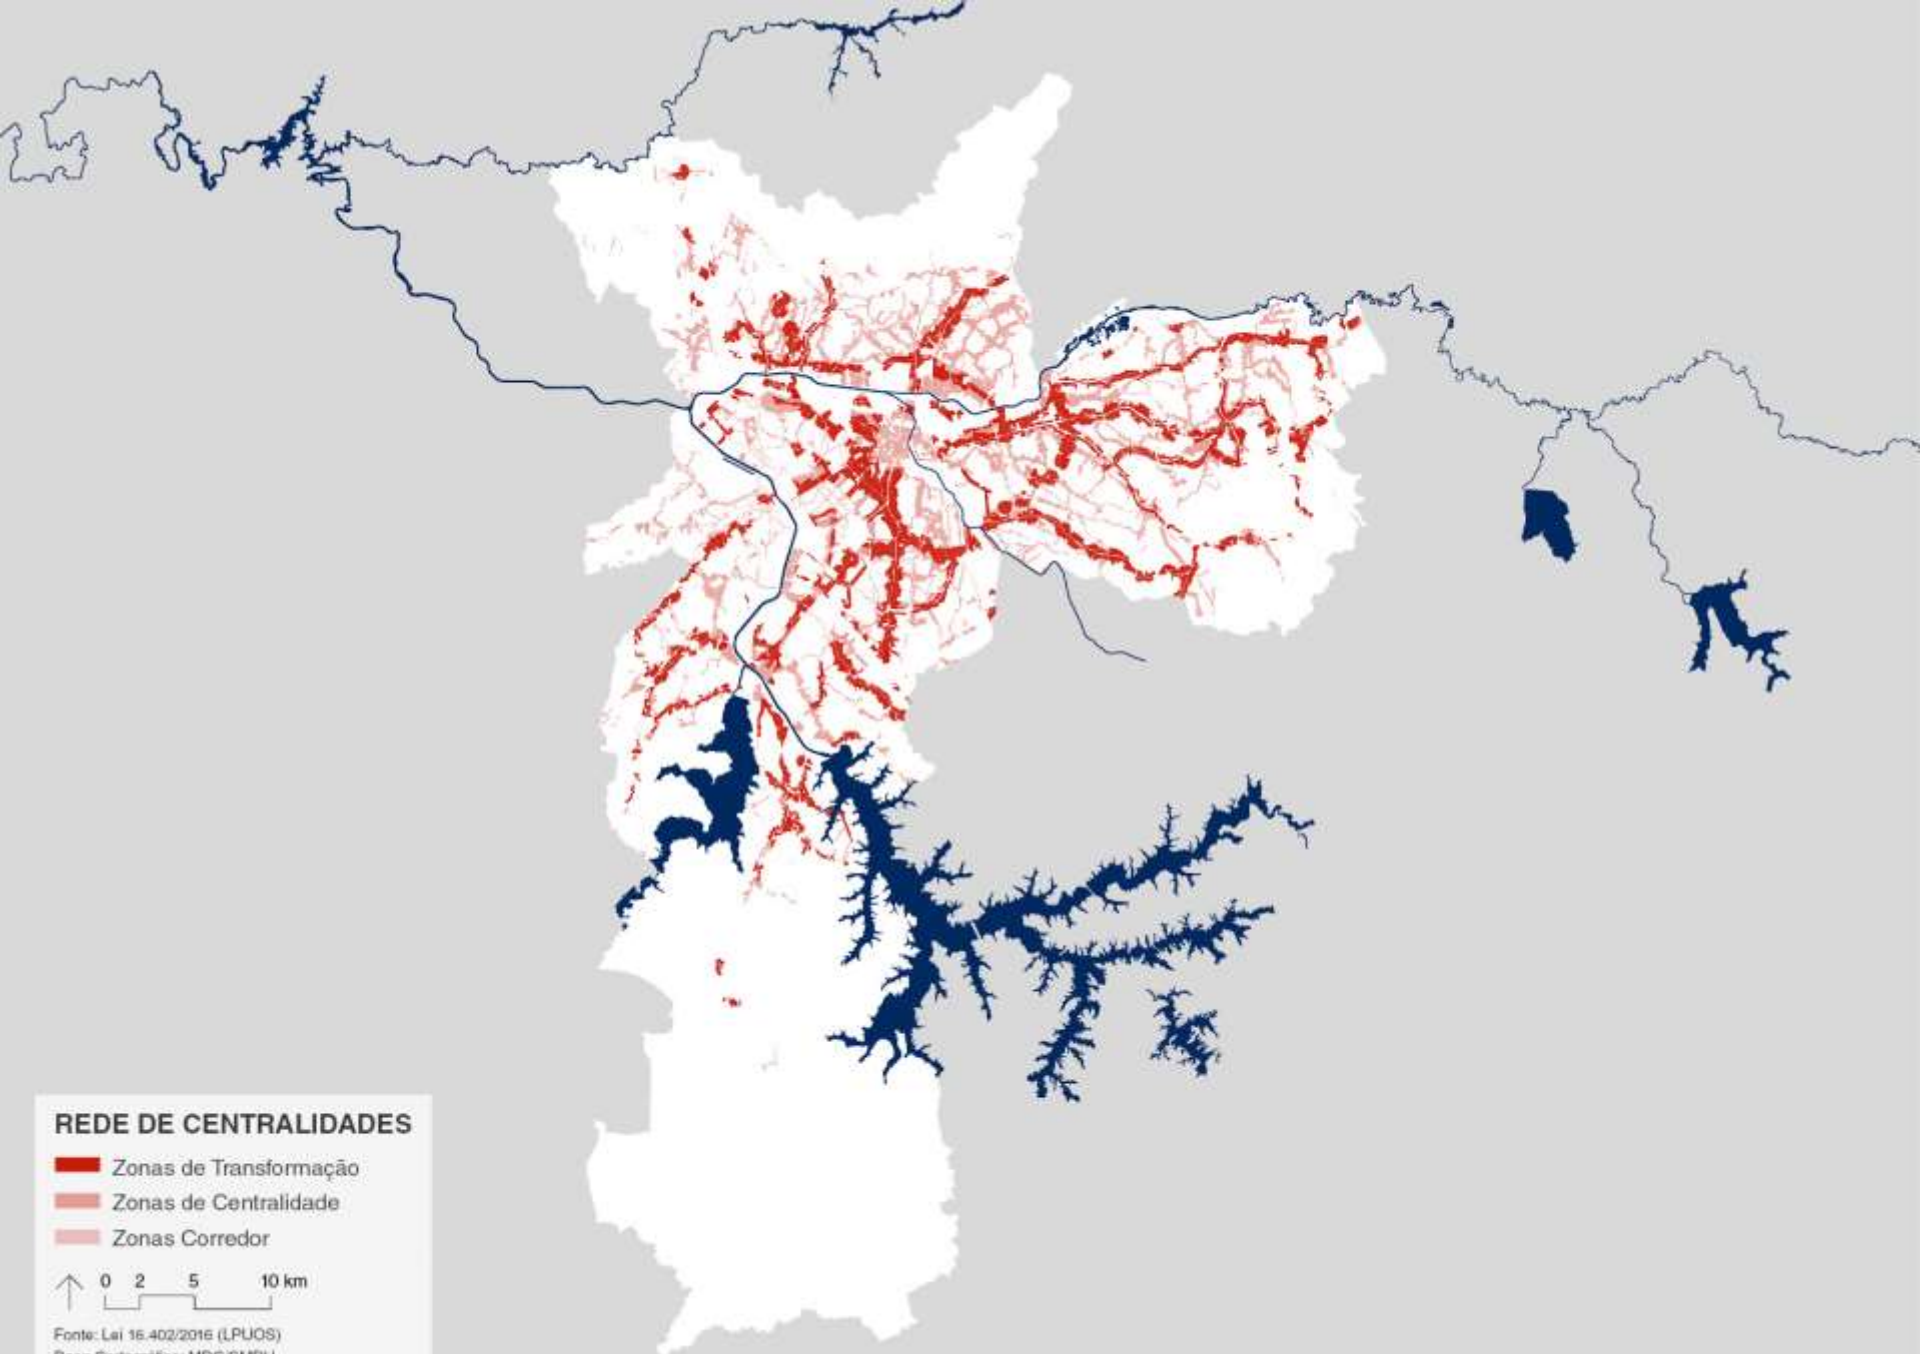 REDE DE CENTRALIDADES
Zonas de Transformação
Zonas de Centralidade
Zonas Corredor
0 2 5 10 km
Fonte: Lei 16.402/2016 (LPUOS)